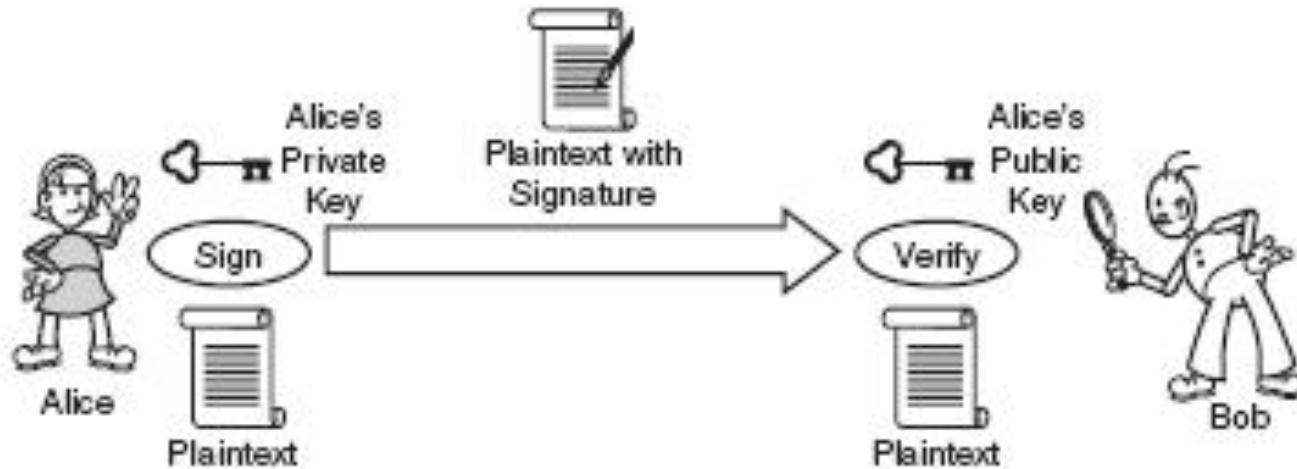 Alice's
Private
Key
Plaintext with
Signature
Alice's
Public
Key
Sign
Verify
Alice
Plaintext
Plaintext
Bob